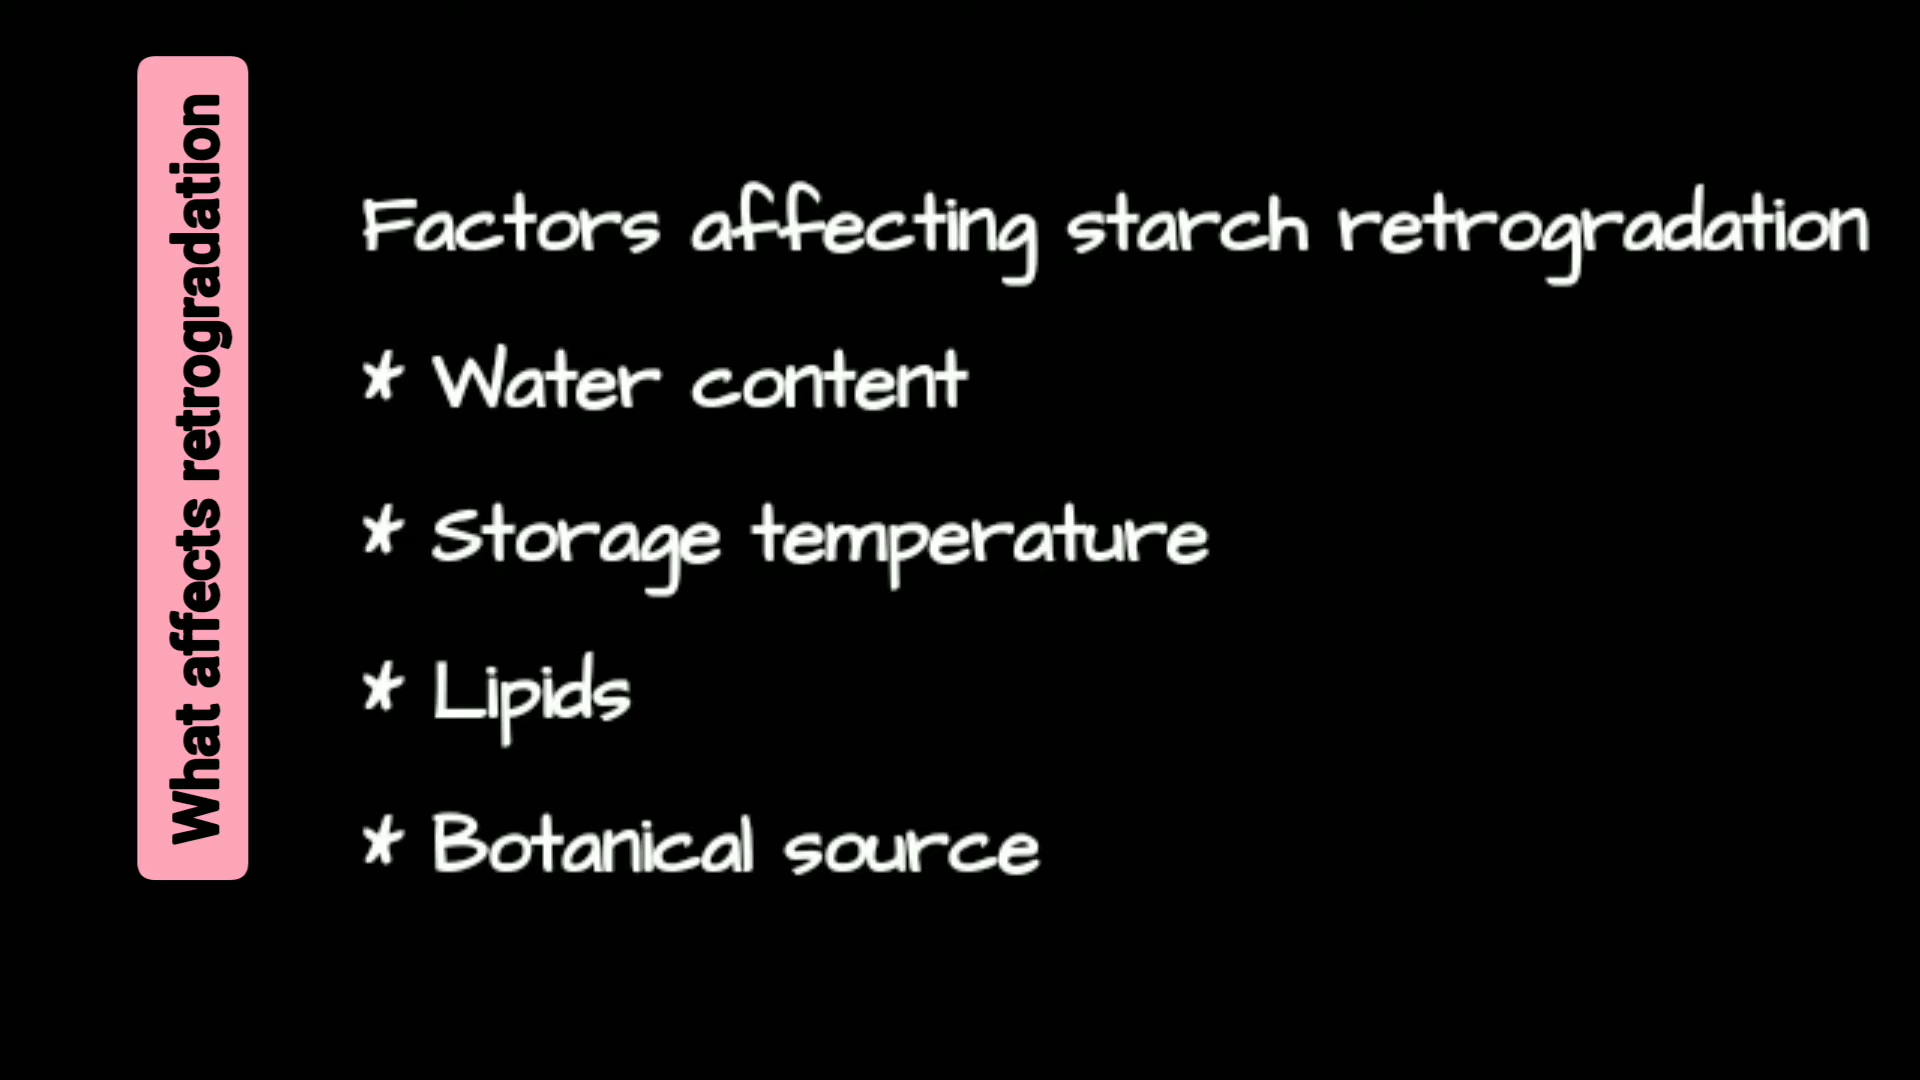 What affects retrogradation
Factors affecting starch retrogradation
* Water content
* Storage temperature
* Lipids
* Botanical source